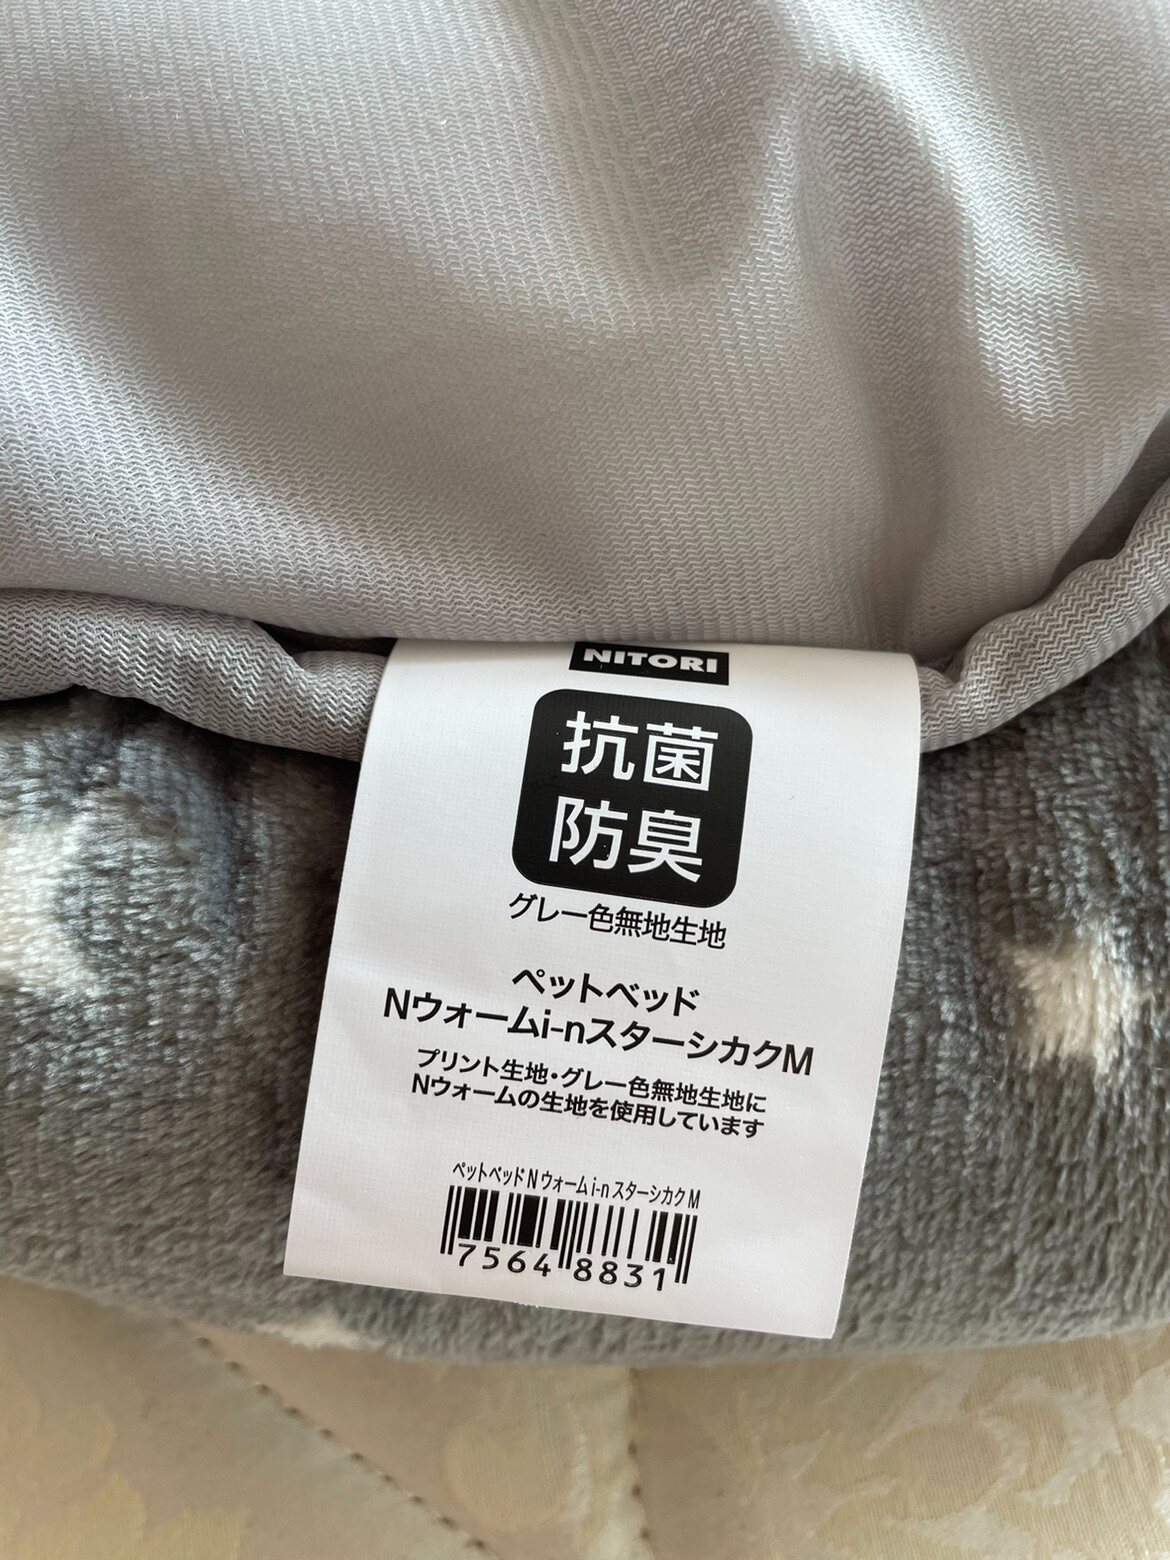 NITORI
抗菌
防臭
グレー色無地生地
ペットベッド
Nウォームi-nスターシカクM
プリント生地・グレー色無地生地に
Nウォームの生地を使用しています
ペットベッドNウォームi-nスターシカクM
7564 8831